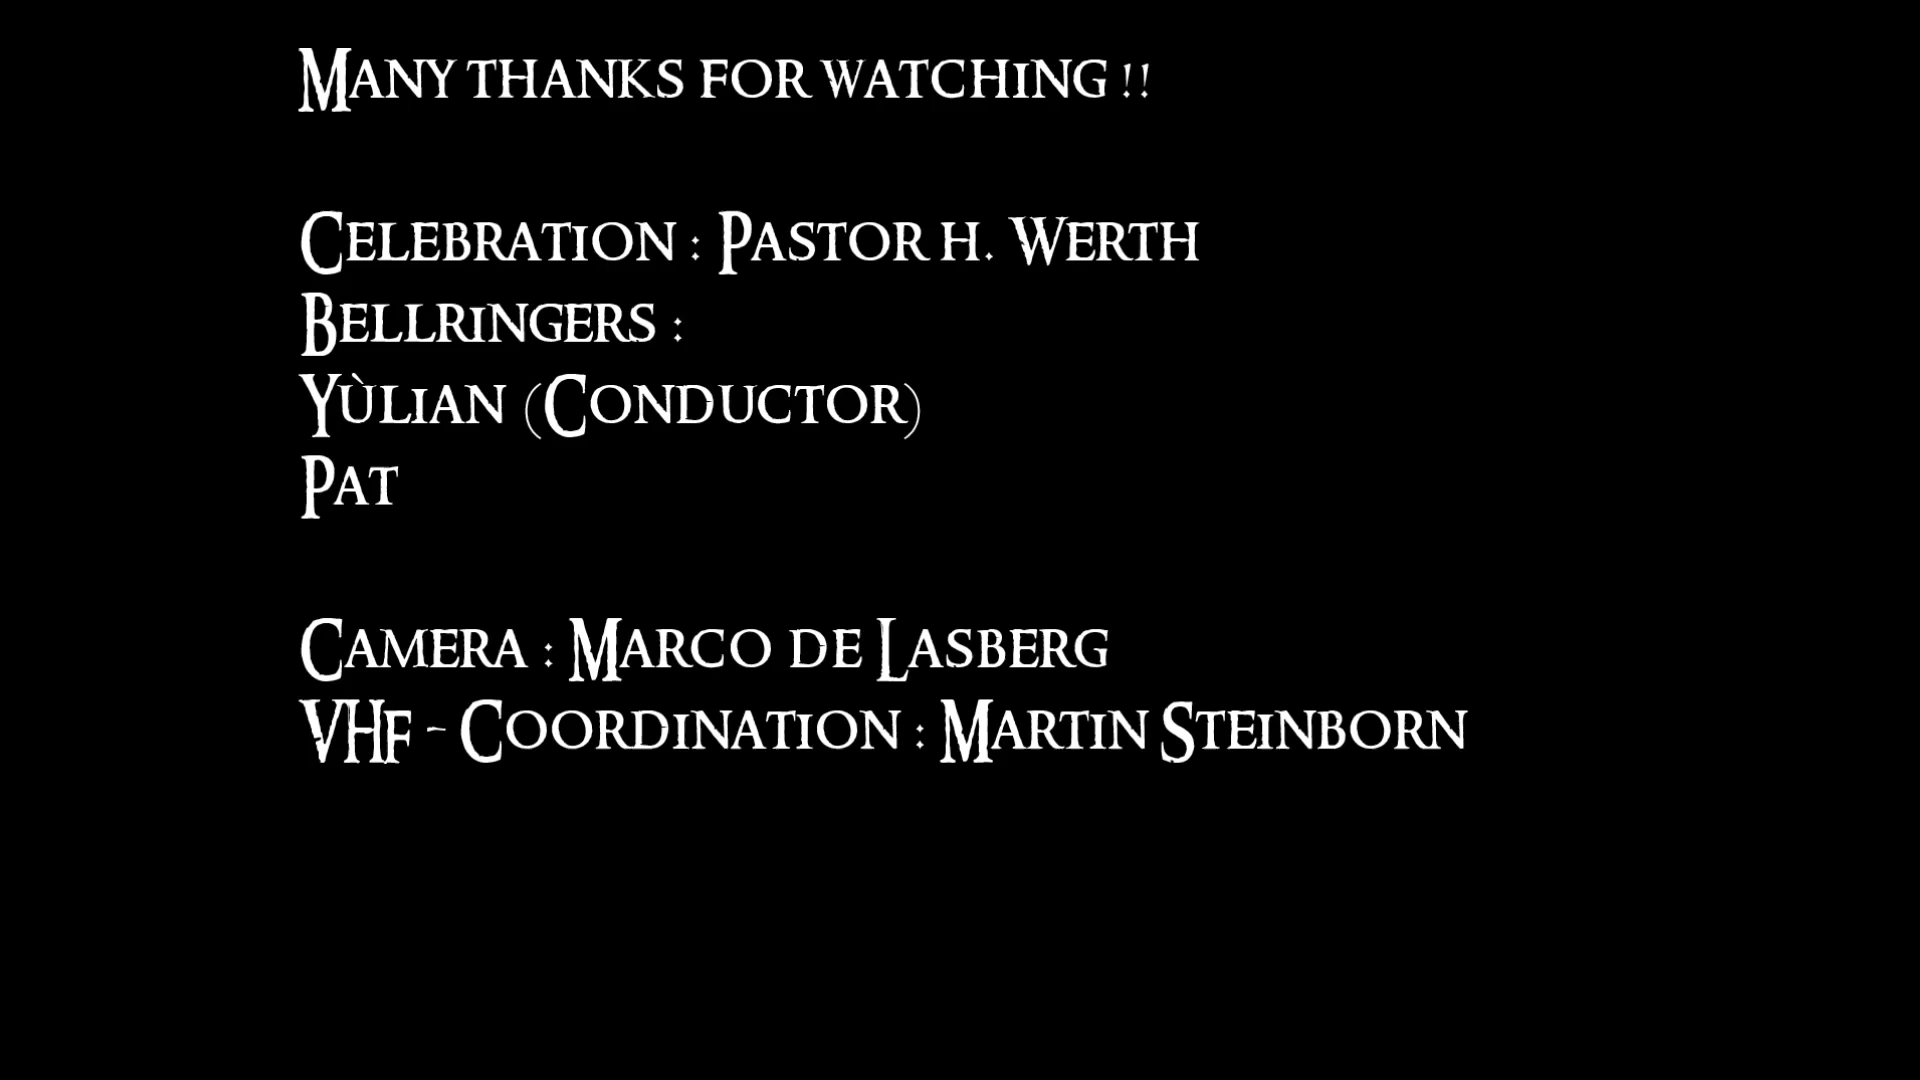 Many thanks for watching !!
Celebration : Pastor H. Werth
Bellringers :
Yùlian (Conductor)
Pat
Camera : Marco de Lasberg
VHF - Coordination : Martin Steinborn